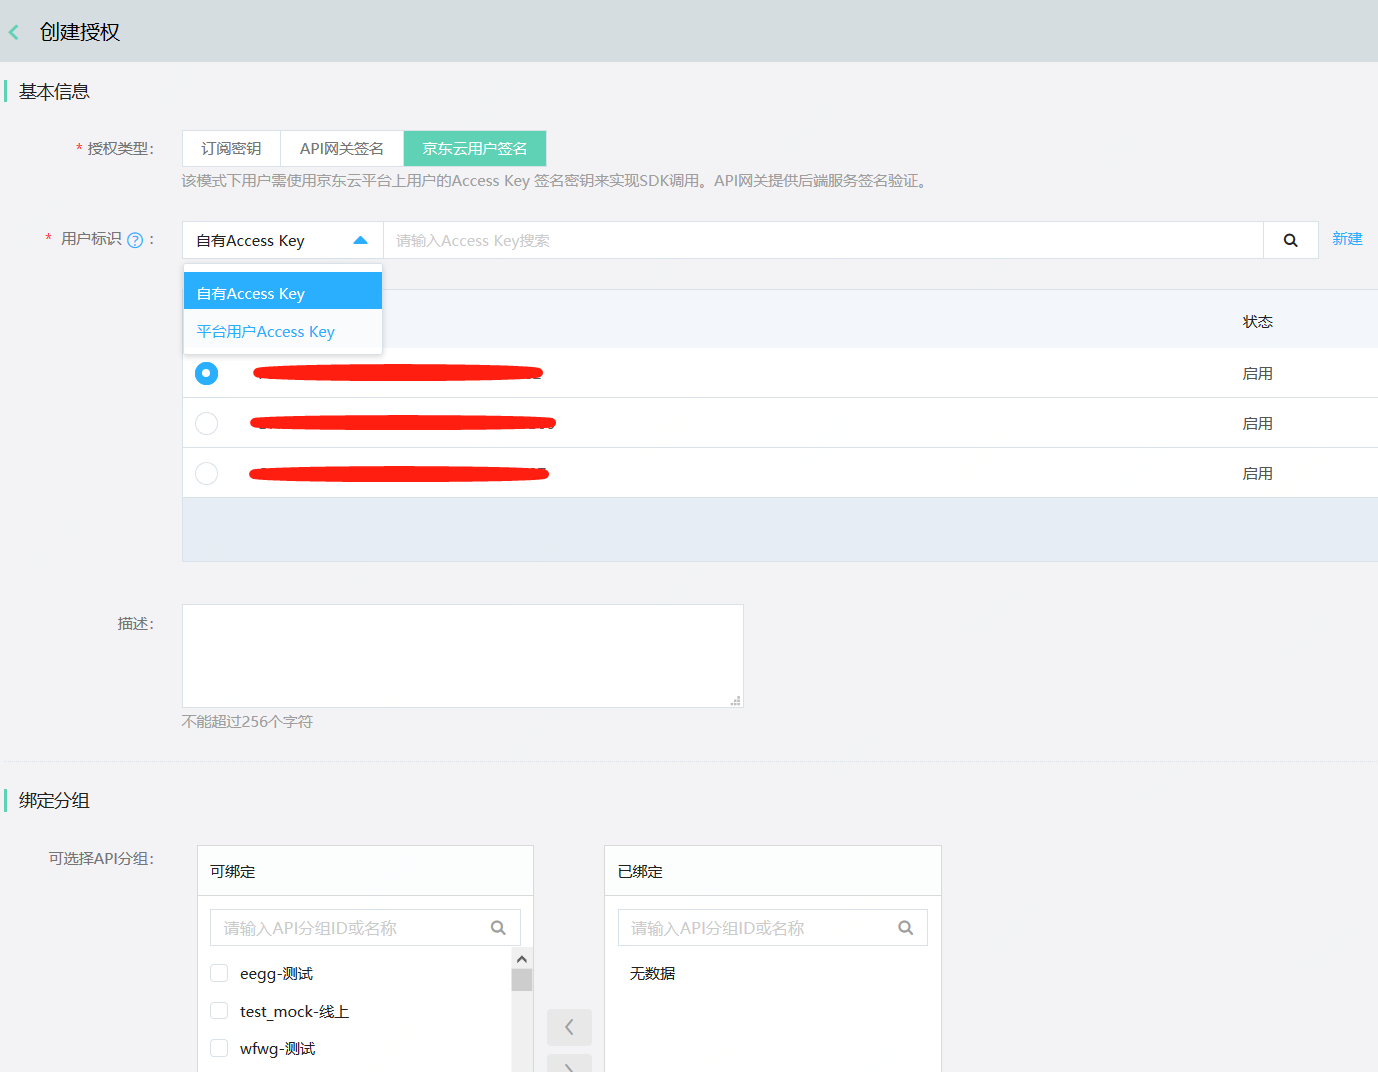 创建授权
基本信息
* 授权类型：
订阅密钥
API网关签名
京东云用户签名
该模式下用户需使用京东云平台上用户的Access Key 签名密钥来实现SDK调用。API网关提供后端服务签名验证。
* 用户标识 ? ：
自有Access Key
请输入Access Key搜索
新建
自有Access Key
平台用户Access Key
状态
启用
启用
启用
描述：
不能超过256个字符
绑定分组
可选择API分组：
可绑定
请输入API分组ID或名称
eegg-测试
test_mock-线上
wfwg-测试
已绑定
请输入API分组ID或名称
无数据